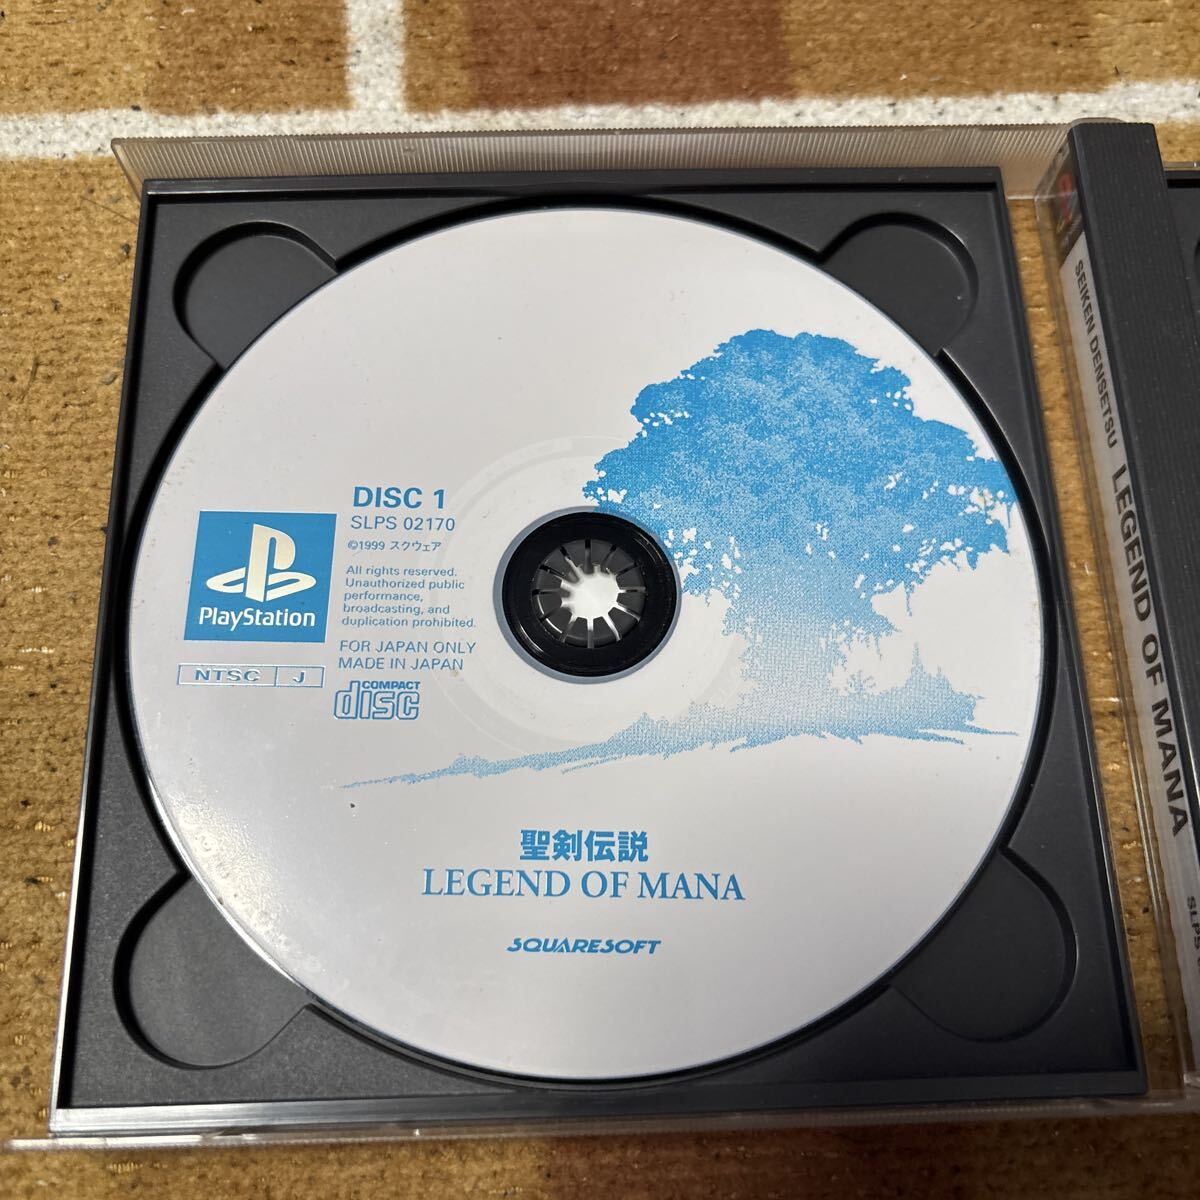 DISC 1
SLPS 02170
©1999 スクウェア
All rights reserved.
Unauthorized public
performance,
broadcasting, and
duplication prohibited.
FOR JAPAN ONLY
MADE IN JAPAN
COMPACT
disc
PlayStation
NTSC J
聖剣伝説
LEGEND OF MANA
SQUARESOFT
SEIKEN DENSETSU LEGEND OF MANA